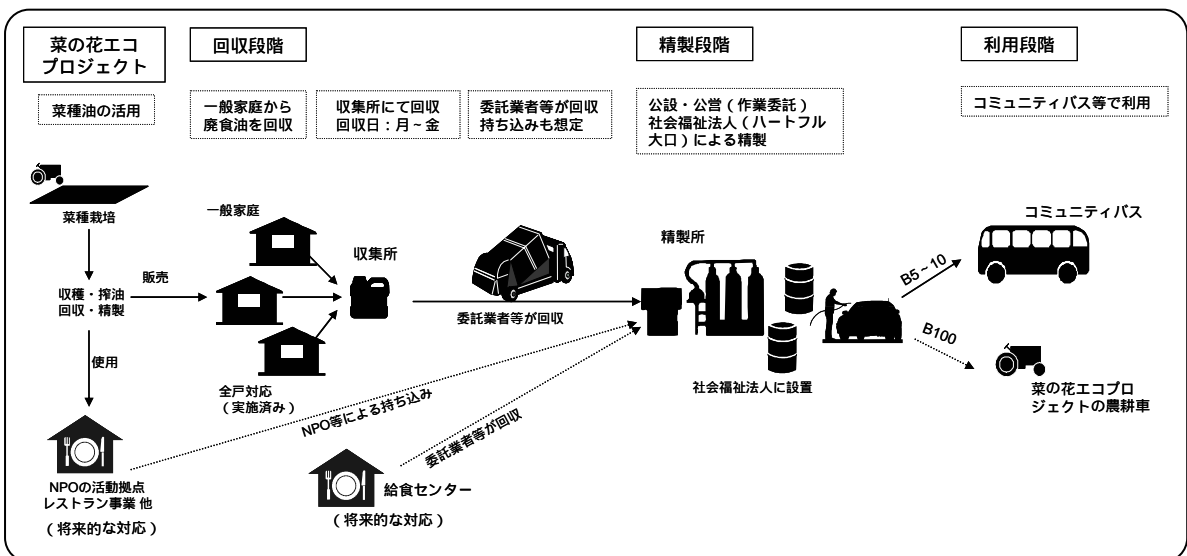 菜の花エコ
プロジェクト
回収段階
精製段階
利用段階
菜種油の活用
一般家庭から
廃食油を回収
収集所にて回収
回収日：月～金
委託業者等が回収
持ち込みも想定
公設・公営（作業委託）
社会福祉法人（ハートフル
大口）による精製
コミュニティバス等で利用
菜種栽培
収穫・搾油
回収・精製
販売
使用
一般家庭
収集所
全戸対応
（実施済み）
委託業者等が回収
精製所
社会福祉法人に設置
B5～10
B100
コミュニティバス
菜の花エコプロ
ジェクトの農耕車
NPO等による持ち込み
委託業者等が回収
NPOの活動拠点
レストラン事業 他
（将来的な対応）
給食センター
（将来的な対応）